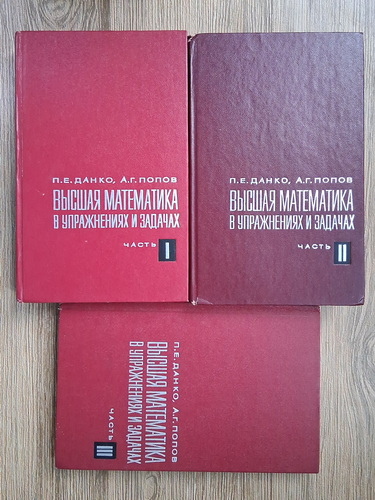 П.Е.ДАНКО, А.Г.ПОПОВ
ВЫСШАЯ МАТЕМАТИКА
В УПРАЖНЕНИЯХ И ЗАДАЧАХ
ЧАСТЬ I
П.Е.ДАНКО, А.Г.ПОПОВ
ВЫСШАЯ МАТЕМАТИКА
В УПРАЖНЕНИЯХ И ЗАДАЧАХ
ЧАСТЬ II
П.Е.ДАНКО, А.Г.ПОПОВ
ВЫСШАЯ МАТЕМАТИКА
В УПРАЖНЕНИЯХ И ЗАДАЧАХ
ЧАСТЬ III